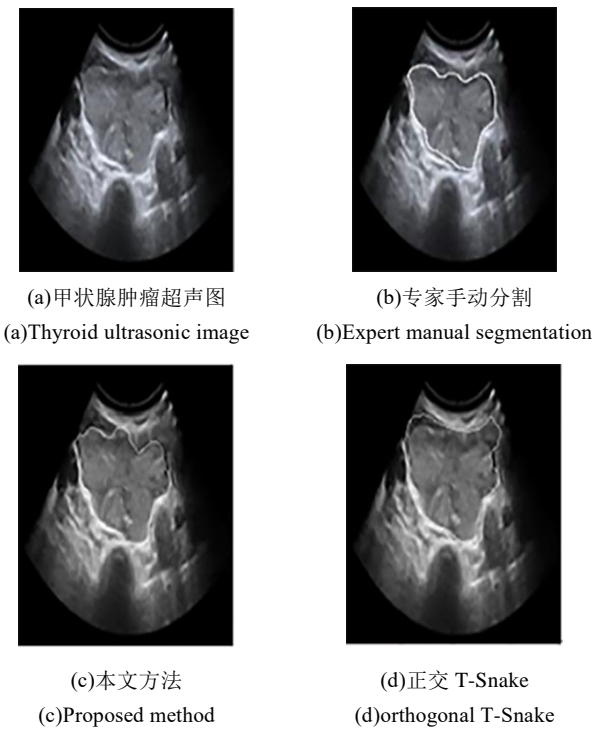 (a)甲状腺肿瘤超声图
(b)专家手动分割
(a)Thyroid ultrasonic image
(b)Expert manual segmentation
(c)本文方法
(d)正交 T-Snake
(c)Proposed method
(d)orthogonal T-Snake